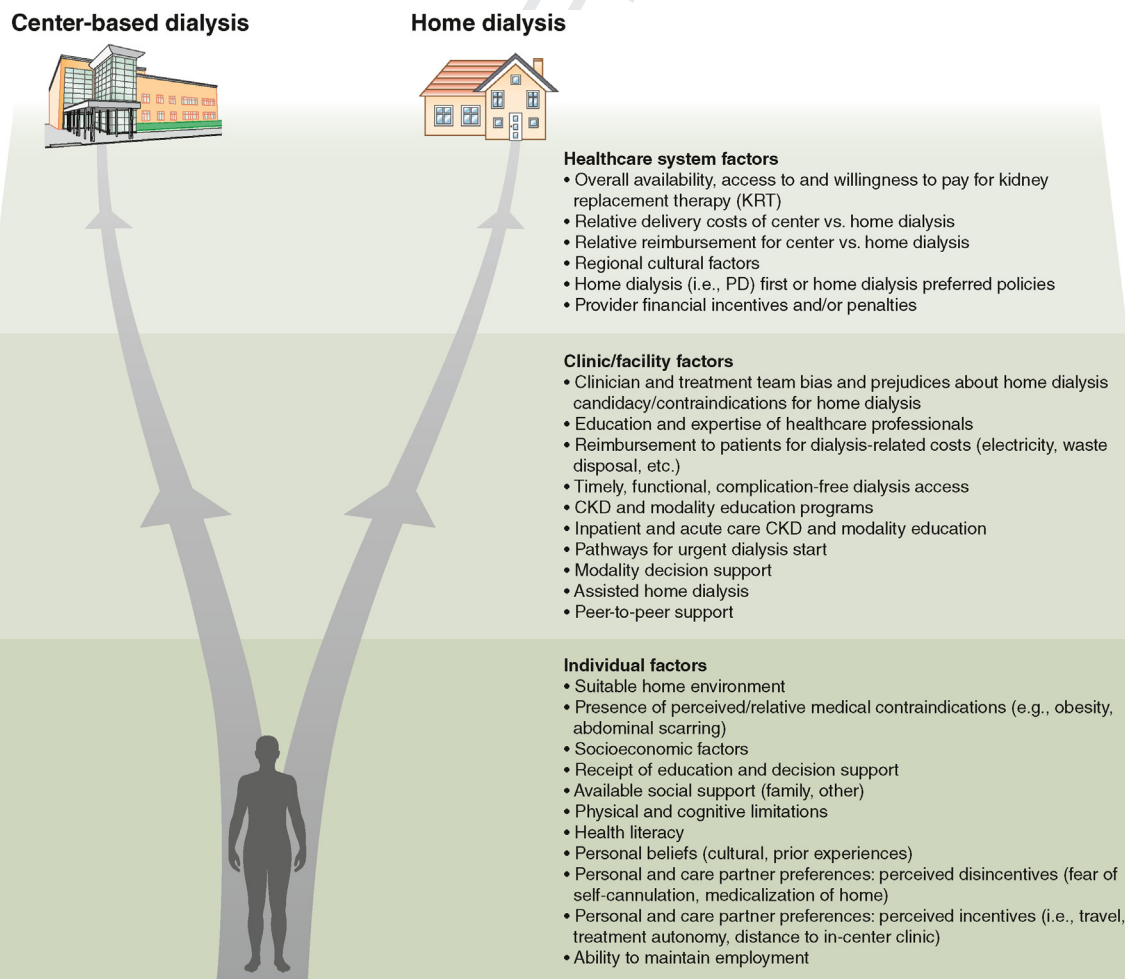 Center-based dialysis
Home dialysis
Healthcare system factors
• Overall availability, access to and willingness to pay for kidney
replacement therapy (KRT)
• Relative delivery costs of center vs. home dialysis
• Relative reimbursement for center vs. home dialysis
• Regional cultural factors
• Home dialysis (i.e., PD) first or home dialysis preferred policies
• Provider financial incentives and/or penalties
Clinic/facility factors
• Clinician and treatment team bias and prejudices about home dialysis
candidacy/contraindications for home dialysis
• Education and expertise of healthcare professionals
• Reimbursement to patients for dialysis-related costs (electricity, waste
disposal, etc.)
• Timely, functional, complication-free dialysis access
• CKD and modality education programs
• Inpatient and acute care CKD and modality education
• Pathways for urgent dialysis start
• Modality decision support
• Assisted home dialysis
• Peer-to-peer support
Individual factors
• Suitable home environment
• Presence of perceived/relative medical contraindications (e.g., obesity,
abdominal scarring)
• Socioeconomic factors
• Receipt of education and decision support
• Available social support (family, other)
• Physical and cognitive limitations
• Health literacy
• Personal beliefs (cultural, prior experiences)
• Personal and care partner preferences: perceived disincentives (fear of
self-cannulation, medicalization of home)
• Personal and care partner preferences: perceived incentives (i.e., travel,
treatment autonomy, distance to in-center clinic)
• Ability to maintain employment